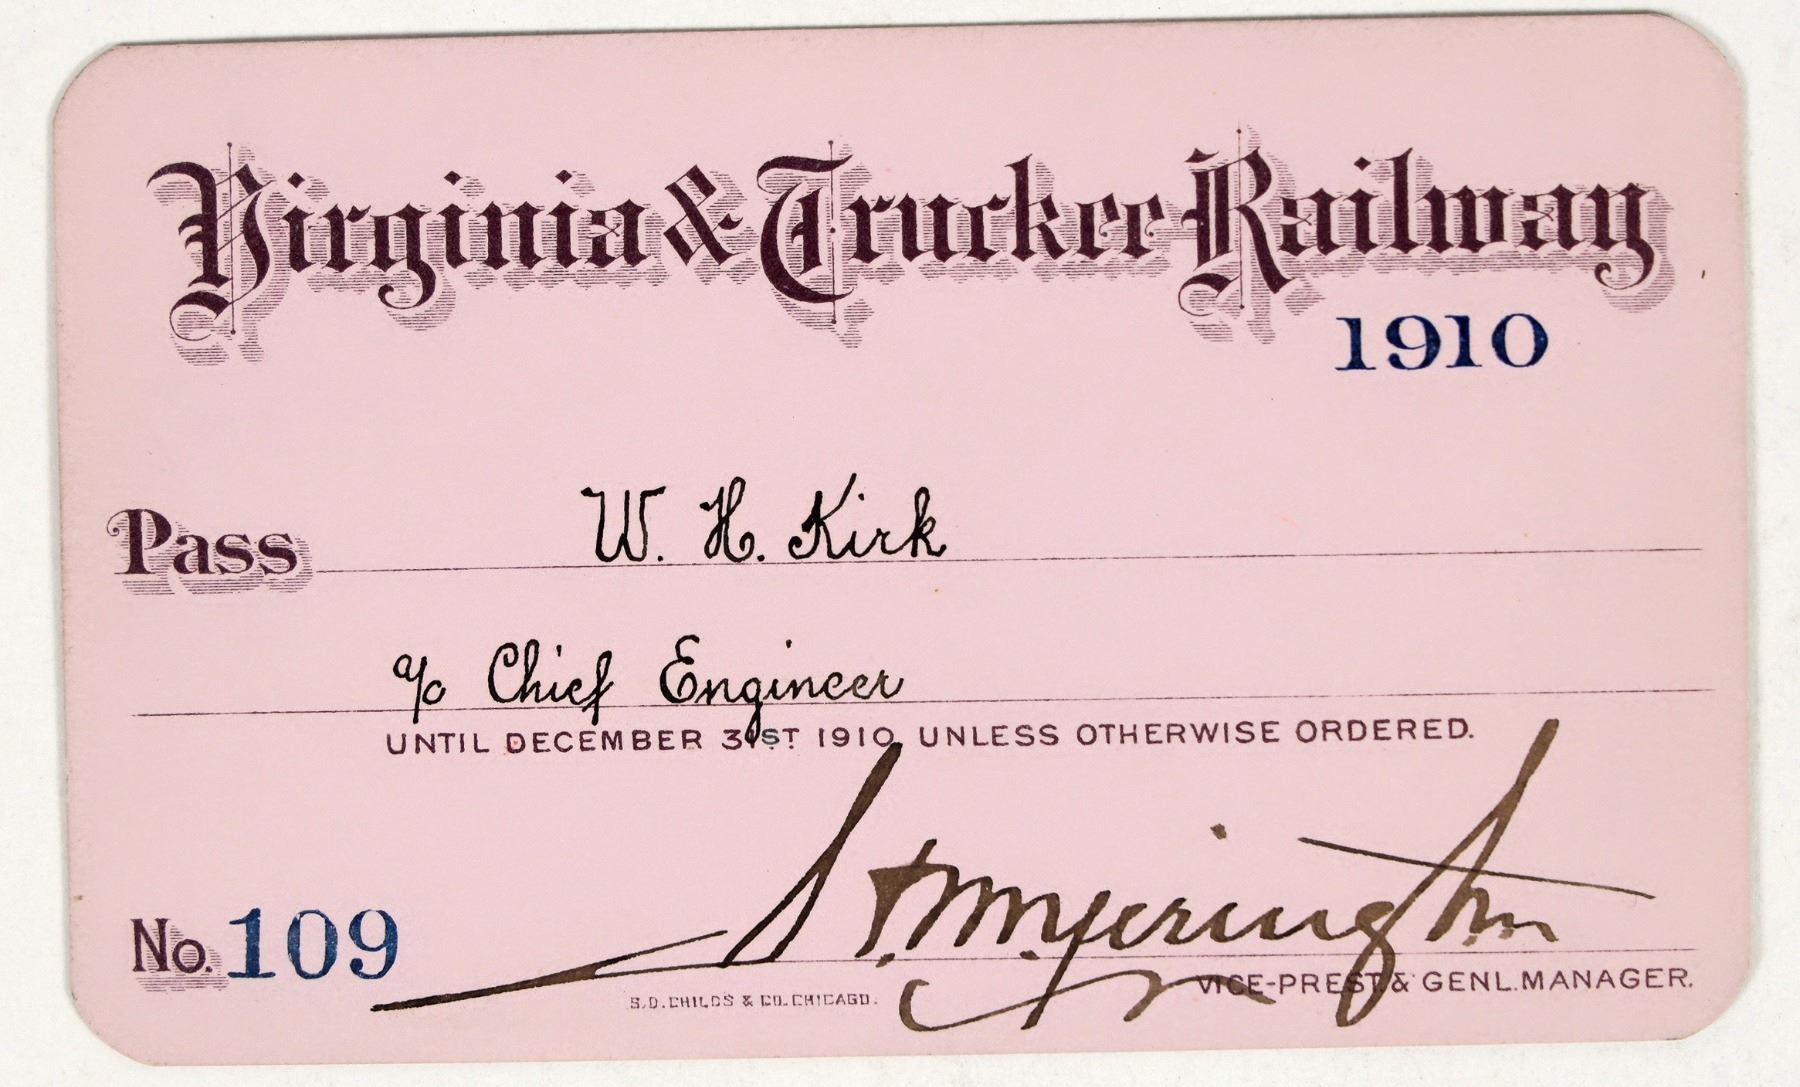 Virginia & Truckee Railway
1910
Pass W. H. Kirk
a/c Chief Engineer
UNTIL DECEMBER 31ST 1910, UNLESS OTHERWISE ORDERED.
No. 109
Yerington
VICE-PREST. & GENL. MANAGER.
S.D. CHILDS & CO. CHICAGO.